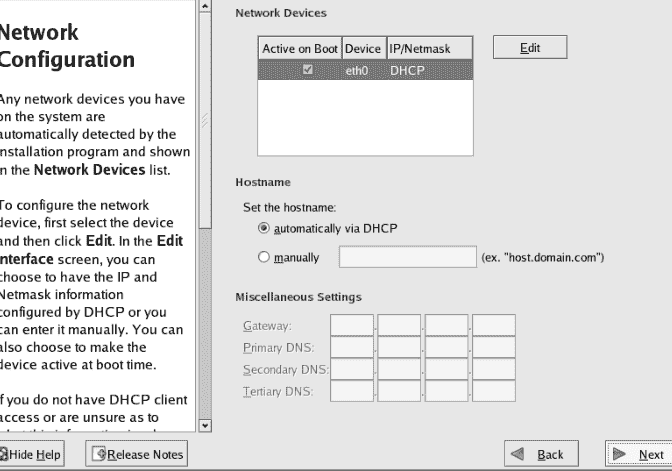 Network
Configuration
Any network devices you have
on the system are
automatically detected by the
installation program and shown
in the Network Devices list.
To configure the network
device, first select the device
and then click Edit. In the Edit
Interface screen, you can
choose to have the IP and
Netmask information
configured by DHCP or you
can enter it manually. You can
also choose to make the
device active at boot time.
If you do not have DHCP client
access or are unsure as to
Network Devices
Active on Boot Device IP/Netmask
eth0 DHCP
Edit
Hostname
Set the hostname:
automatically via DHCP
manually (ex. "host.domain.com")
Miscellaneous Settings
Gateway:
Primary DNS:
Secondary DNS:
Tertiary DNS:
Hide Help Release Notes Back Next